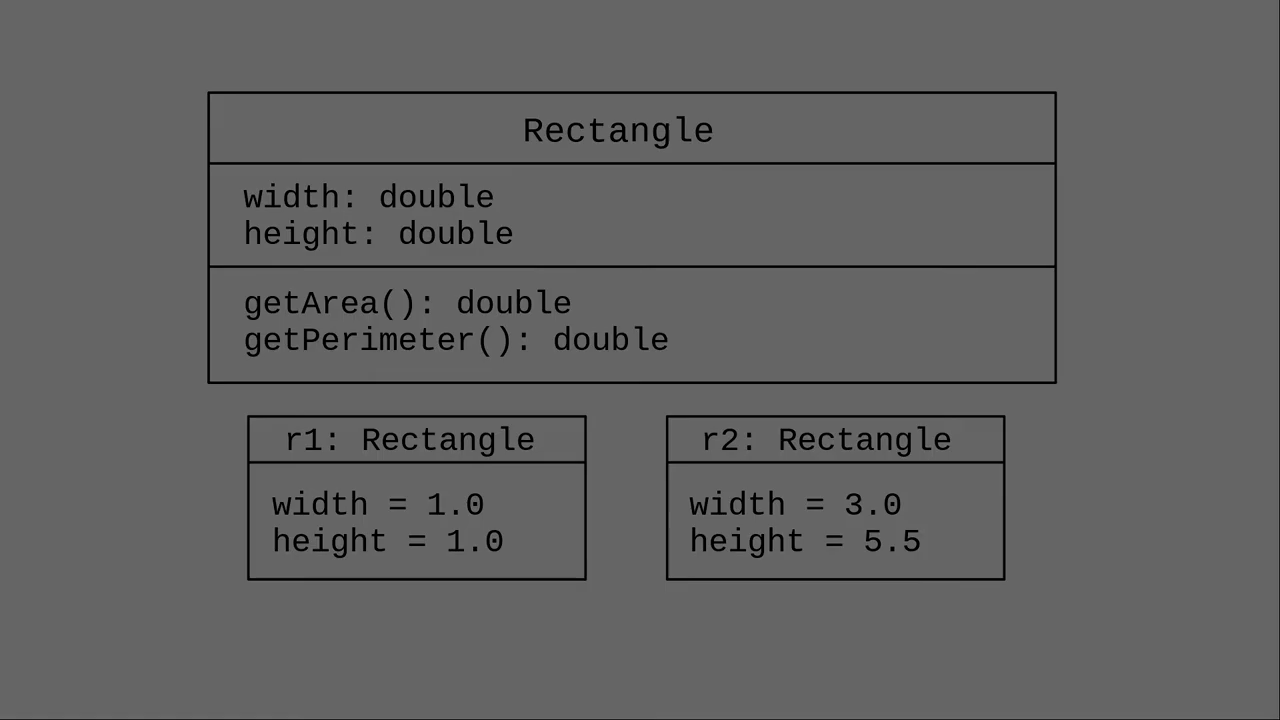 Rectangle
width: double
height: double
getArea(): double
getPerimeter(): double
r1: Rectangle
width = 1.0
height = 1.0
r2: Rectangle
width = 3.0
height = 5.5